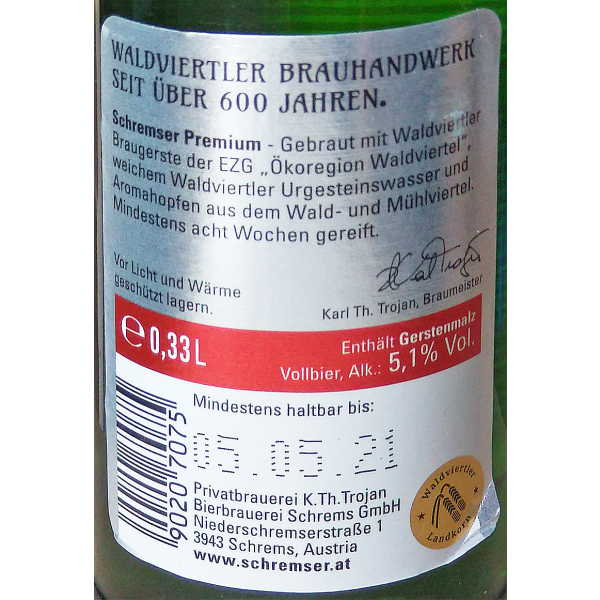 WALDVIERTLER BRAUHANDWERK
SEIT ÜBER 600 JAHREN.
Schremser Premium - Gebraut mit Waldviertler
Braugerste der EZG „Ökoregion Waldviertel",
weichem Waldviertler Urgesteinswasser und
Aromahopfen aus dem Wald- und Mühlviertel.
Mindestens acht Wochen gereift.
Vor Licht und Wärme
geschützt lagern.
Karl Th. Trojan, Braumeister
℮ 0,33 L
Enthält Gerstenmalz
Vollbier, Alk.: 5,1% Vol.
Mindestens haltbar bis:
05.05.21
9020 7075
Privatbrauerei K.Th.Trojan
Bierbrauerei Schrems GmbH
Niederschremserstraße 1
3943 Schrems, Austria
www.schremser.at
Waldviertler
Landkorn